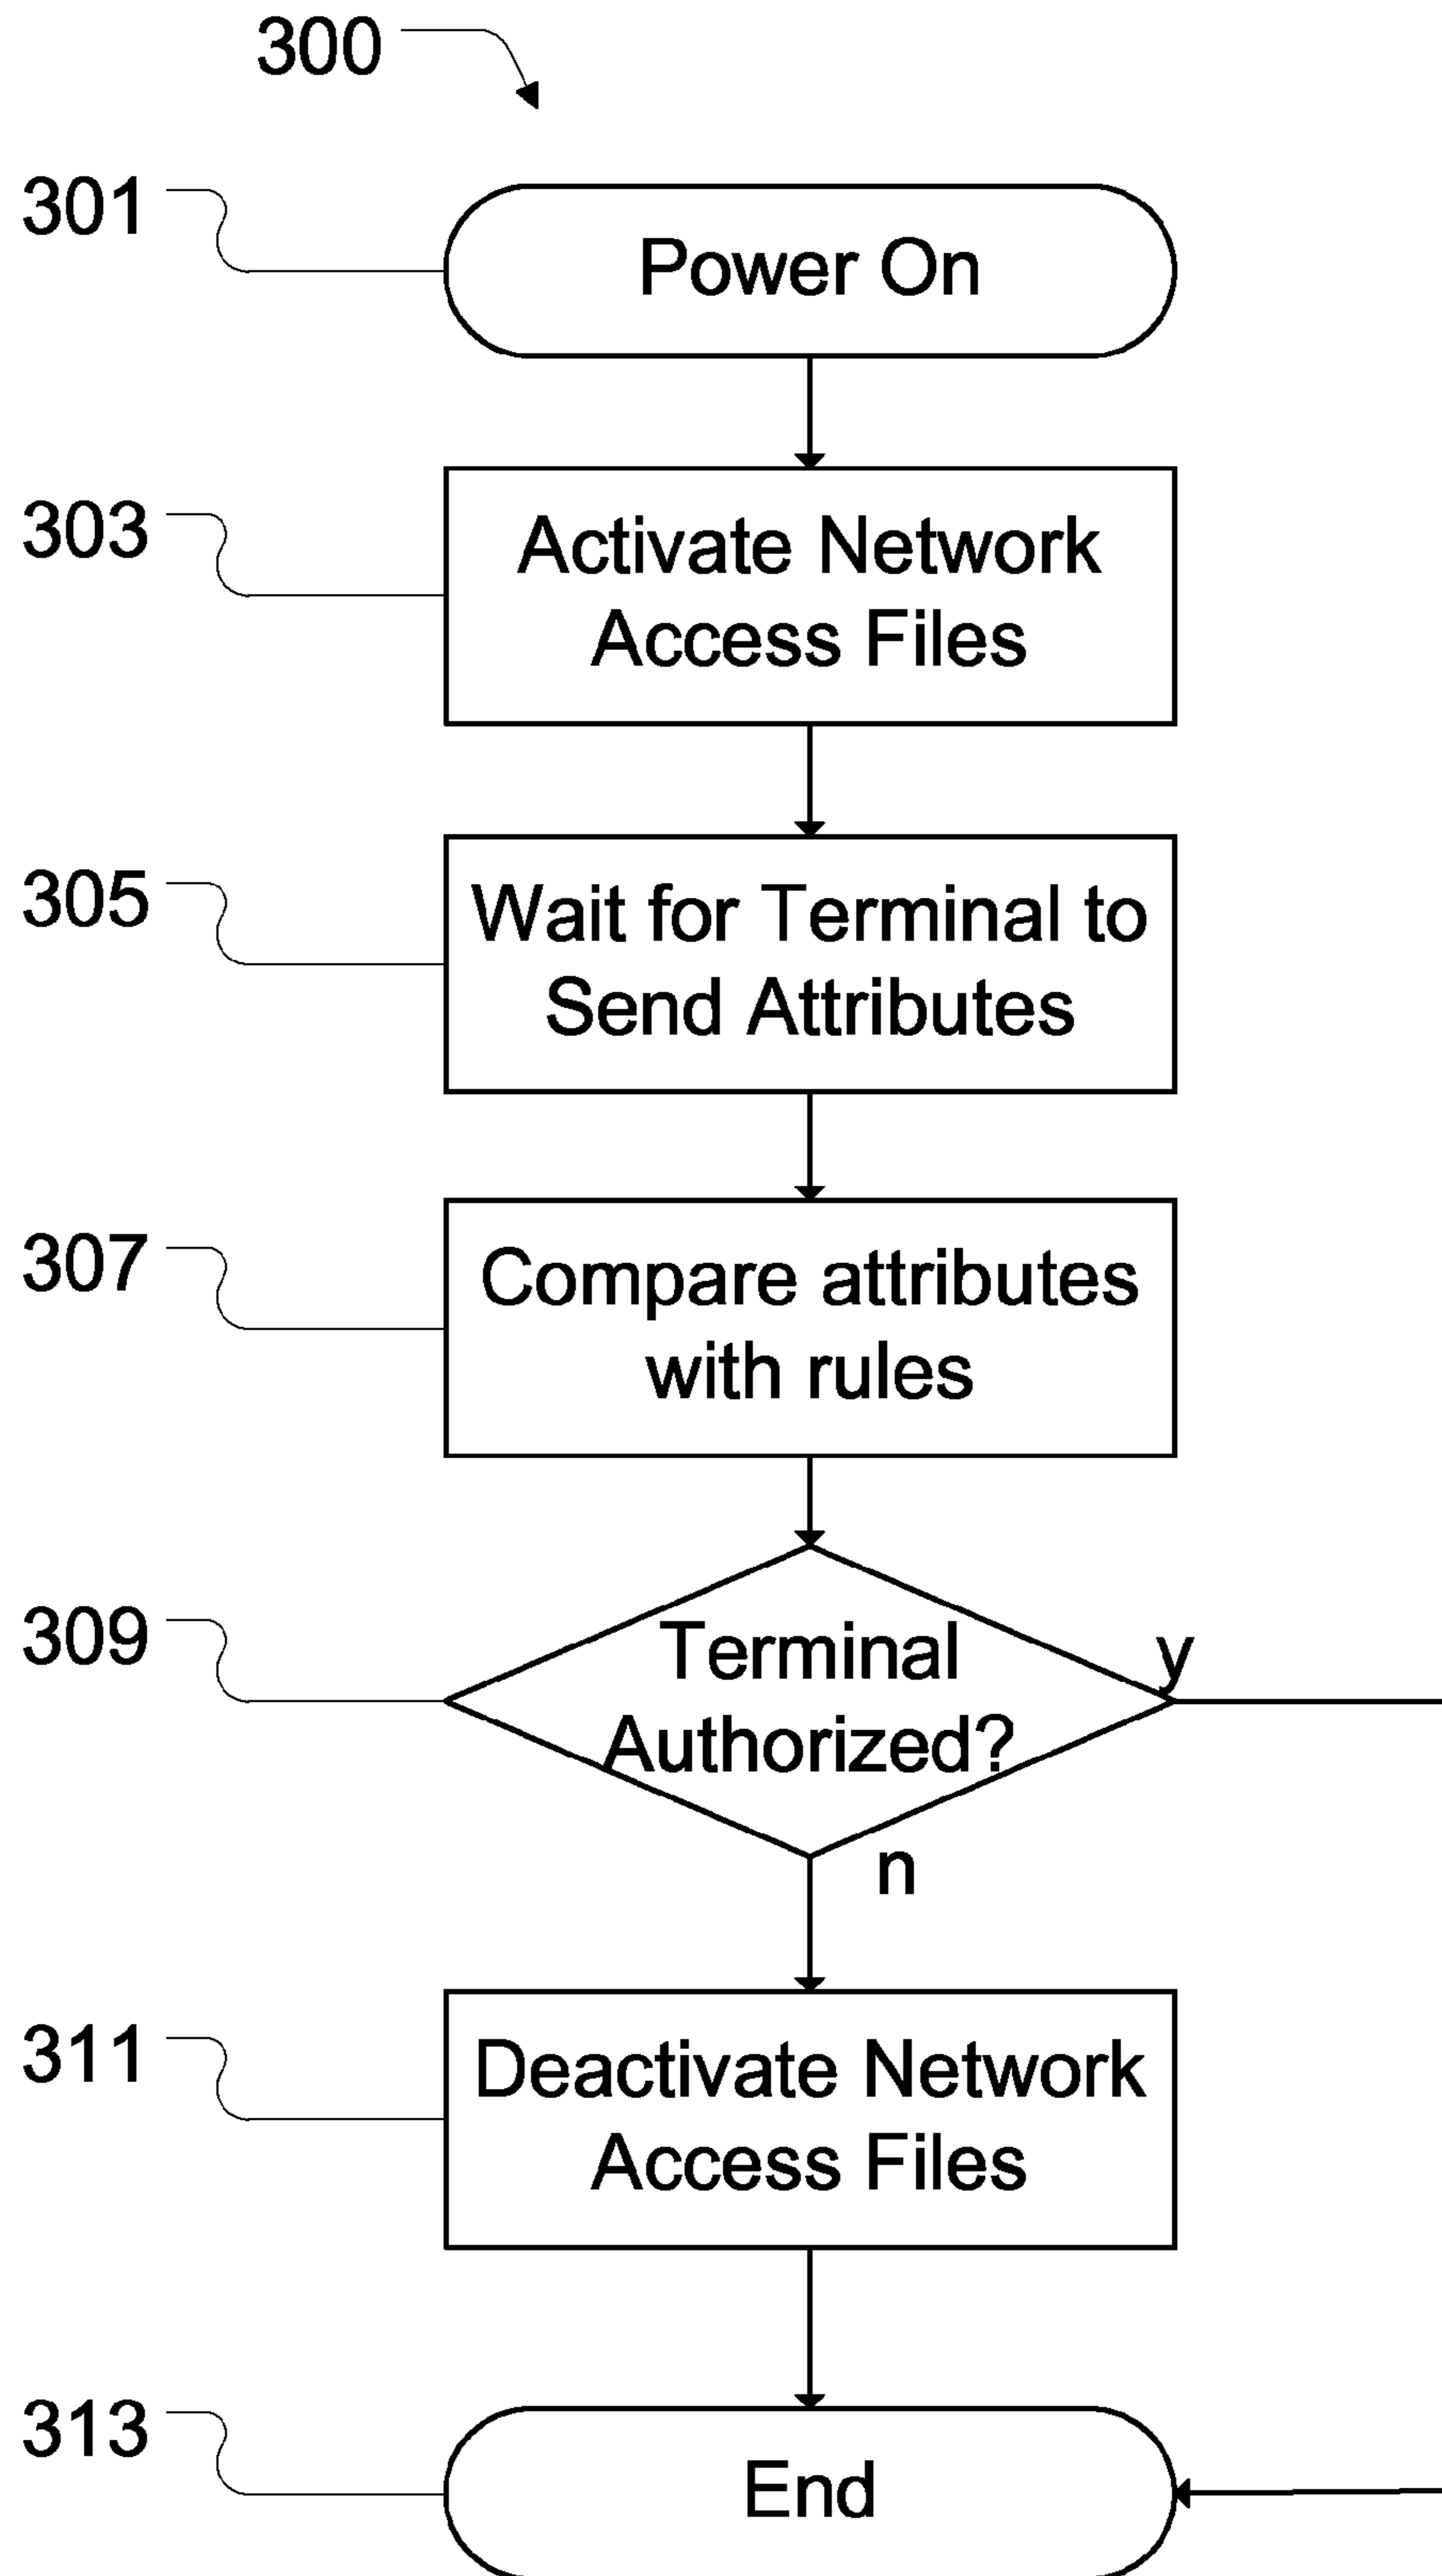 300
301
Power On
303
Activate Network
Access Files
305
Wait for Terminal to
Send Attributes
307
Compare attributes
with rules
309
Terminal
Authorized?
y
n
311
Deactivate Network
Access Files
313
End